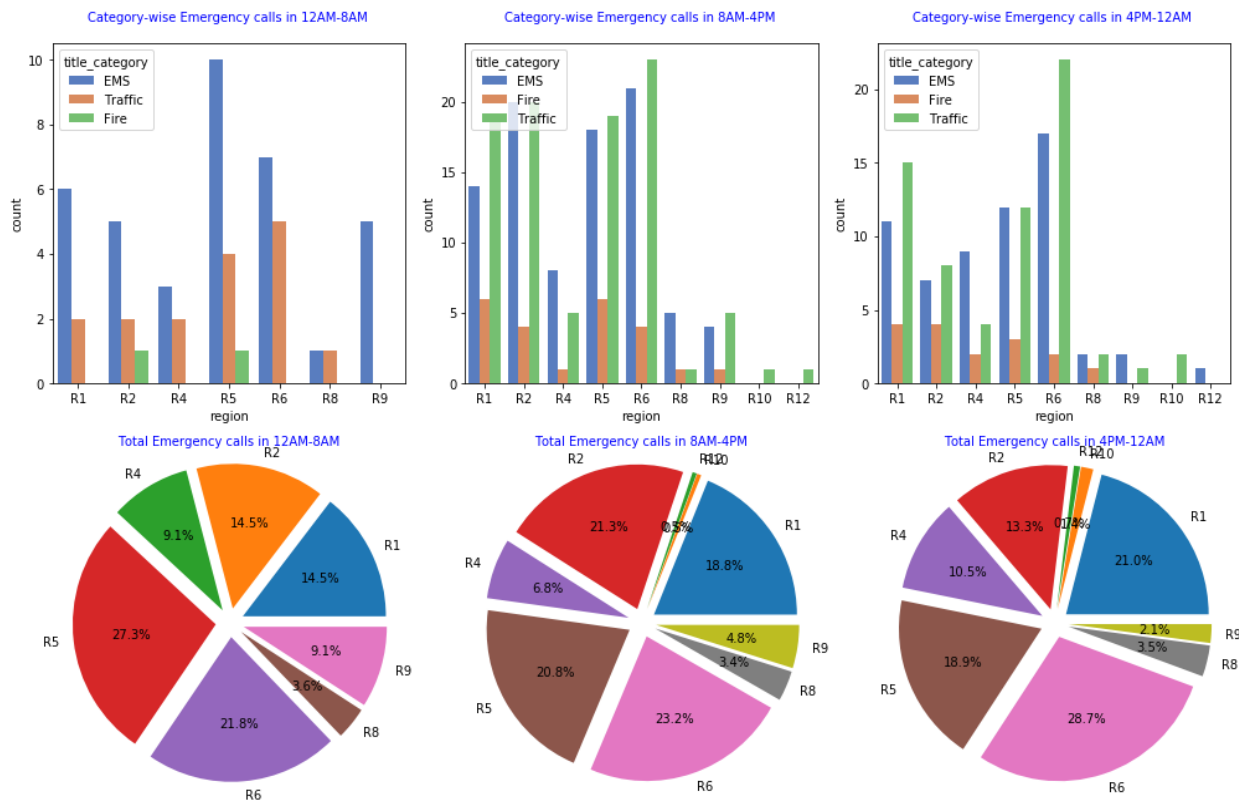 Category-wise Emergency calls in 12AM-8AM
Category-wise Emergency calls in 8AM-4PM
Category-wise Emergency calls in 4PM-12AM
title_category
EMS
Traffic
Fire
count
10
8
6
4
2
0
R1 R2 R4 R5 R6 R8 R9
region
title_category
EMS
Fire
Traffic
count
20
15
10
5
0
R1 R2 R4 R5 R6 R8 R9 R10 R12
region
title_category
EMS
Fire
Traffic
count
20
15
10
5
0
R1 R2 R4 R5 R6 R8 R9 R10 R12
region
Total Emergency calls in 12AM-8AM
R2
R4
14.5%
9.1%
R1
14.5%
R5
27.3%
9.1%
R9
3.6%
21.8%
R8
R6
Total Emergency calls in 8AM-4PM
R2
R12
R10
21.3%
R1
18.8%
R4
6.8%
4.8%
R9
3.4%
R8
R5
20.8%
23.2%
R6
Total Emergency calls in 4PM-12AM
R12
R10
R2
13.3%
0.7%
1.4%
R1
21.0%
R4
10.5%
2.1%
R9
3.5%
R8
R5
18.9%
28.7%
R6